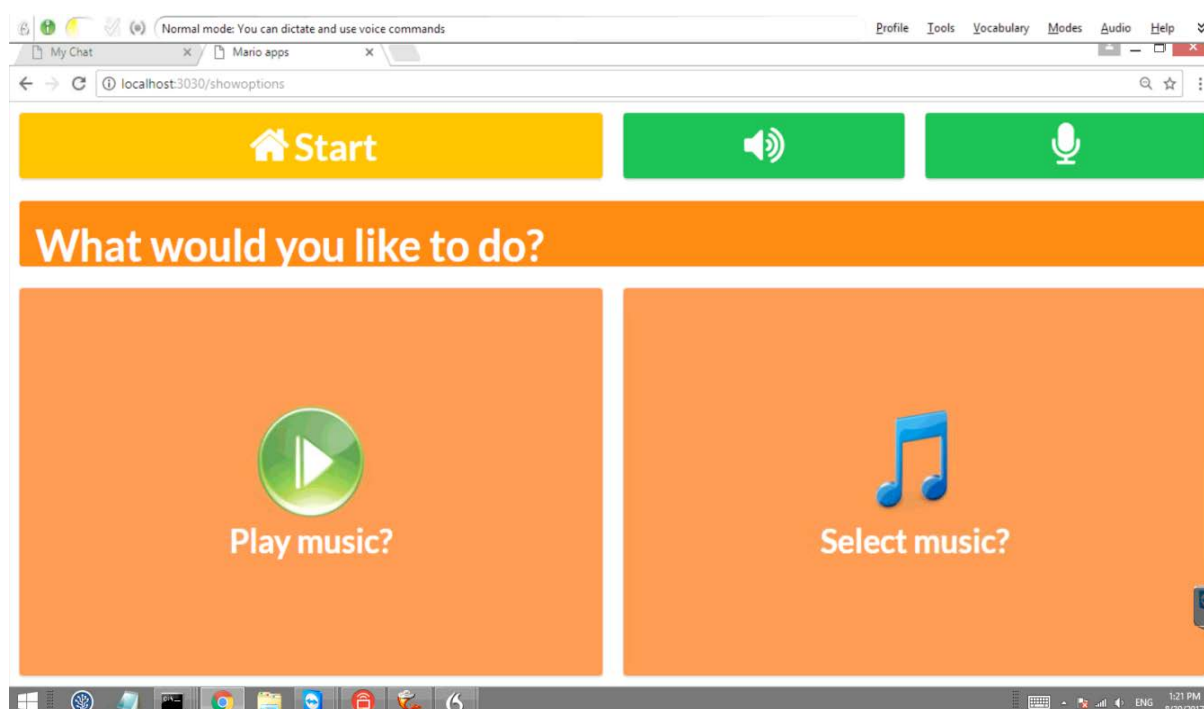 Normal mode: You can dictate and use voice commands
Profile Tools Vocabulary Modes Audio Help
My Chat Mario apps
localhost:3030/showoptions
Start
What would you like to do?
Play music? Select music?
ENG 1:21 PM